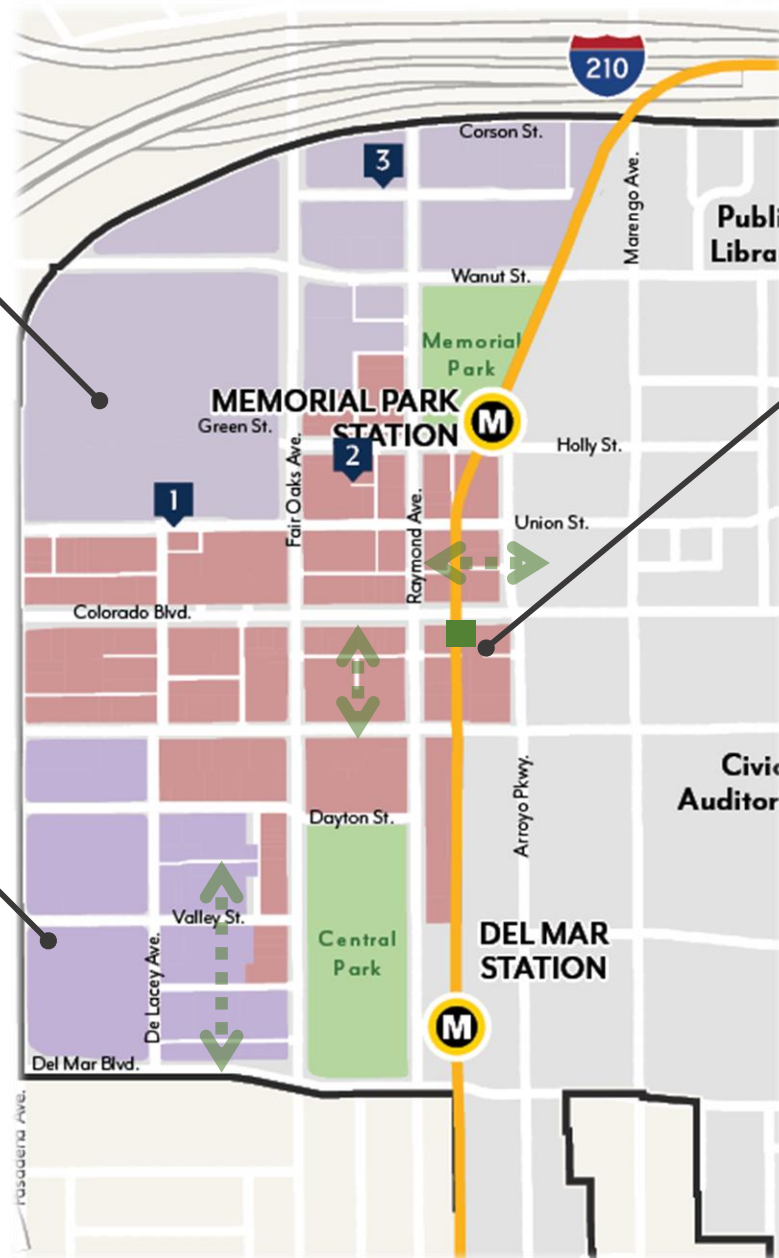 210
Corson St.
3
Marengo Ave.
Publi
Libra
Wanut St.
Memorial
Park
MEMORIAL PARK
STATION
M
Green St.
Holly St.
2
Fair Oaks Ave.
1
Raymond Ave.
Union St.
Colorado Blvd.
Civic
Auditor
Arroyo Pkwy.
Dayton St.
Valley St.
Central
Park
DEL MAR
STATION
De Lacey Ave.
M
Del Mar Blvd.
Pasadena Ave.